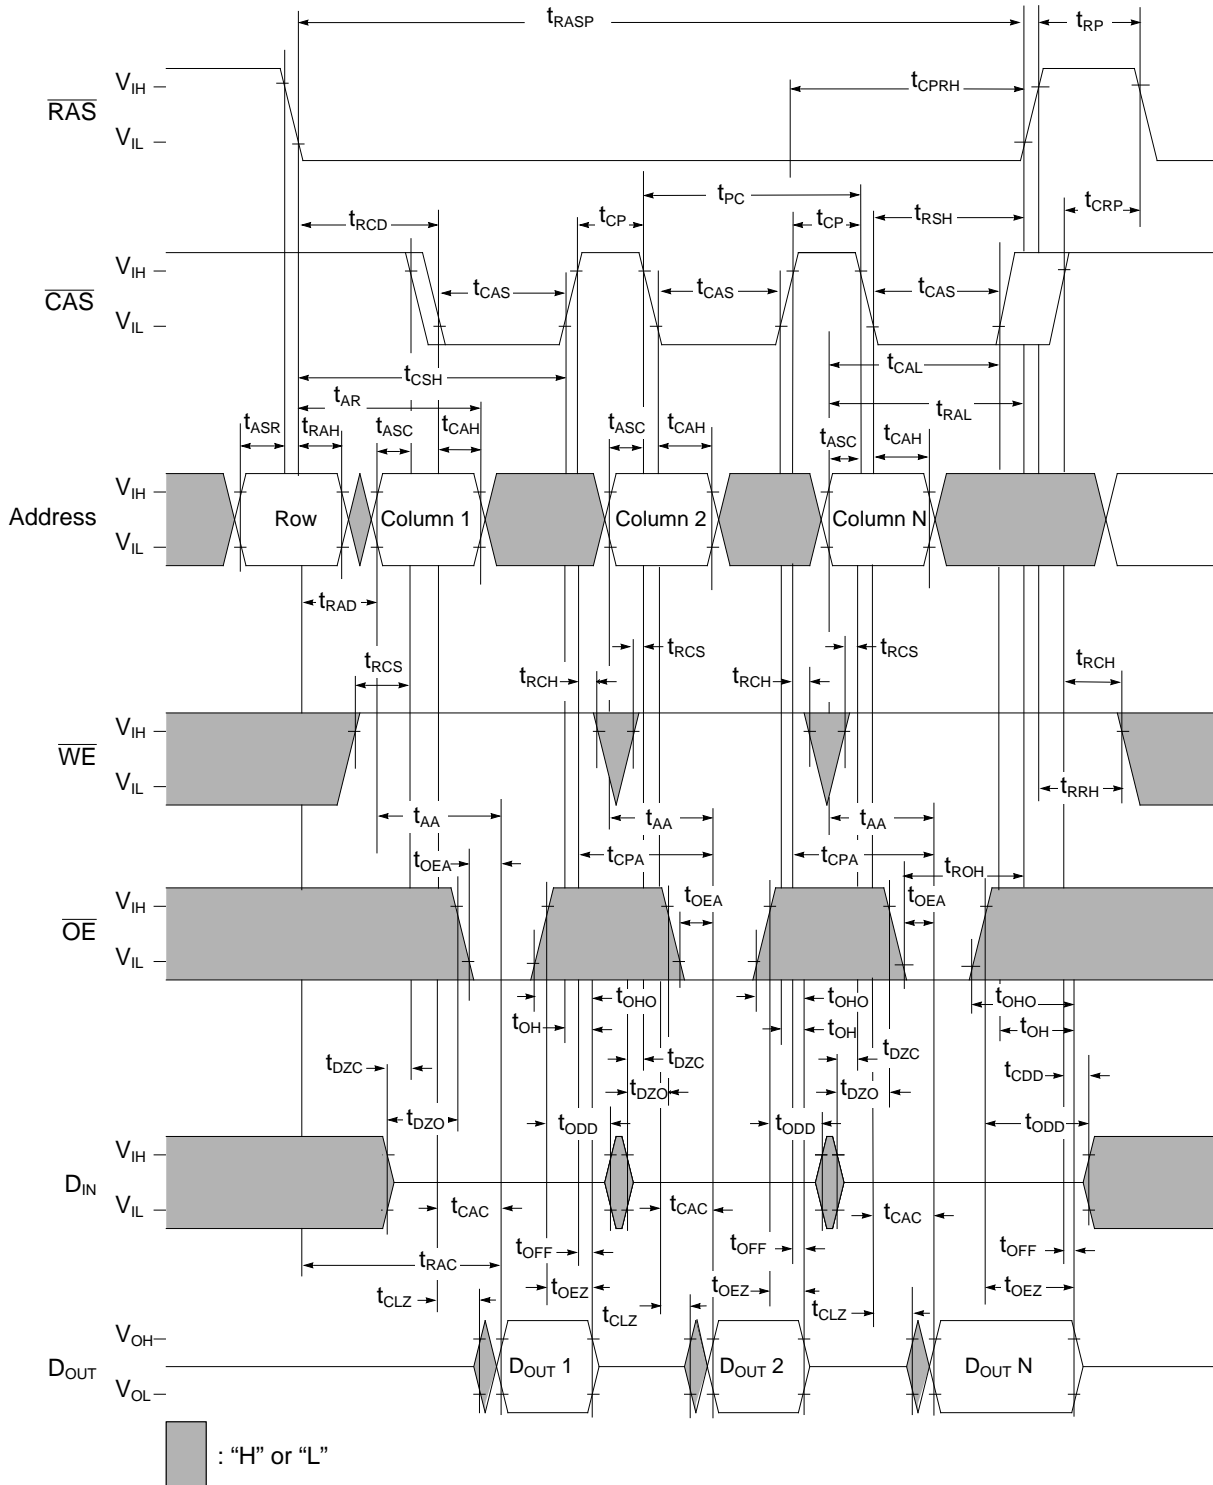 tRASP tRP
VIH tCPRH
RAS
VIL
tPC
tRCD tCP tCP tRSH tCRP
VIH
CAS tCAS tCAS tCAS
VIL
tCSH tCAL
tAR tRAL
tASR tRAH tASC tCAH tASC tCAH tASC tCAH
VIH
Address Row Column 1 Column 2 Column N
VIL
tRAD
tRCS tRCS tRCS tRCH
tRCH tRCH
VIH
WE
VIL
tRRH
tAA tAA tAA
tOEA tCPA tCPA tROH
VIH tOEA tOEA
OE
VIL
tOHO tOHO tOHO
tOH tOH tOH
tDZC tDZC tDZC tCDD
tDZO tDZO tDZO
tODD tODD tODD
VIH
DIN
VIL
tCAC tCAC tCAC
tRAC tOFF tOFF tOFF
tCLZ tOEZ tCLZ tOEZ tCLZ tOEZ
VOH
DOUT DOUT 1 DOUT 2 DOUT N
VOL
: “H” or “L”